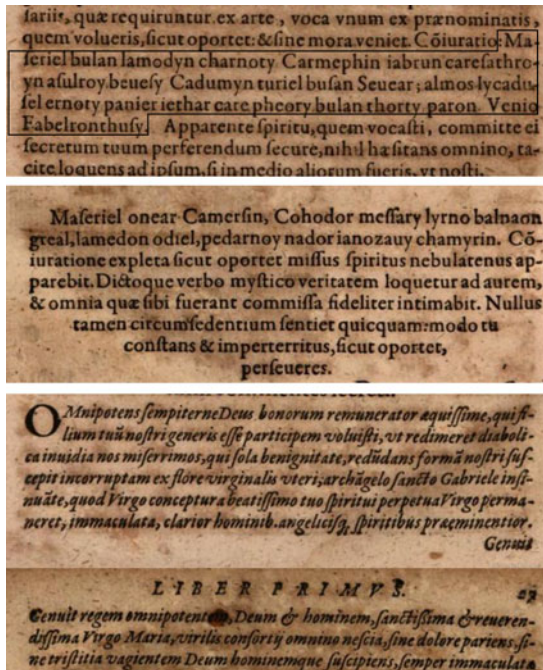 sariis, quæ requiruntur ex arte, voca vnum ex prænominatis,
quem volueris, sicut oportet: & sine mora veniet. Cõiuratio: Ma-
seriel bulan lamodyn charnoty Carmephin iabrun caresathro-
yn asulroy beuesy Cadumyn turiel busan Seuear; almos lycadu-
sel ernoty panier iethar care pheory bulan thorty paron Venio
Fabelronthusy. Apparente spiritu, quem vocasti, committe ei
secretum tuum perferendum secure, nihil hæsitans omnino, ta-
cite loquens ad ipsum, si in medio aliorum fueris, vt nosti.
Maseriel onear Camersin, Cohodor messary lyrno balnaon
greal, lamedon odiel, pedarnoy nador ianozauy chamyrin. Cõ-
iuratione expleta sicut oportet missus spiritus nebulatenus ap-
parebit. Dictoque verbo mystico veritatem loquetur ad aurem,
& omnia quæ sibi fuerant commissa fideliter intimabit. Nullus
tamen circumsedentium sentiet quicquam: modo tu
constans & imperterritus, sicut oportet,
perseueres.
OMnipotens sempiterne Deus bonorum remunerator æquissime, qui fi-
lium tuũ nostri generis esse participem voluisti, vt redimeret diaboli-
ca inuidia nos miserrimos, qui sola benignitate, redũdans formã nostri sus-
cepit incorruptam ex flore virginalis vteri; archãgelo sancto Gabriele insi-
nuãte, quod Virgo conceptura beatissimo tuo spiritui perpetua Virgo perma-
neret, immaculata, clarior hominib. angelicisq; spiritibus præeminentior.
Genuit
LIBER PRIMVS.
Genuit regem omnipotentem, Deum & hominem, sanctissima & reueren-
dissima Virgo Maria, virilis consortij omnino nescia, sine dolore pariens, si-
ne tristitia vagientem Deum hominemque suscipiens, semper immaculata